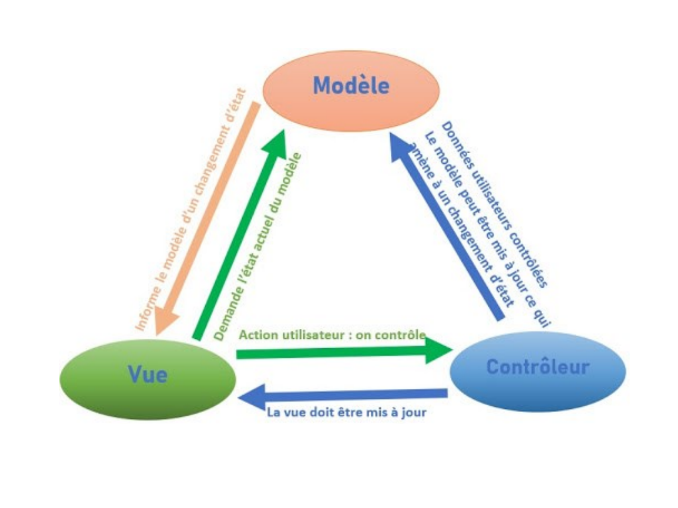 Modèle
Informe le modèle d'un changement d'état
Demande l'état actuel du modèle
Données utilisateurs contrôlées
Le modèle peut être mis à jour ce qui
amène à un changement d'état
Action utilisateur : on contrôle
Vue
Contrôleur
La vue doit être mis à jour